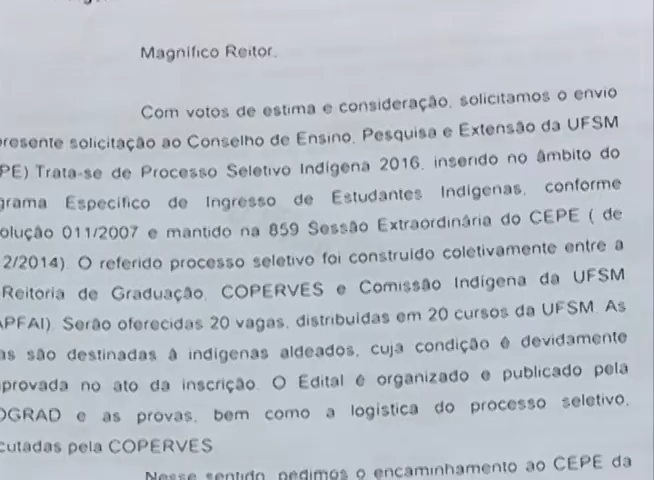 Magnífico Reitor,
Com votos de estima e consideração, solicitamos o envio
presente solicitação ao Conselho de Ensino, Pesquisa e Extensão da UFSM
PE) Trata-se de Processo Seletivo Indígena 2016, inserido no âmbito do
grama Específico de Ingresso de Estudantes Indígenas, conforme
olução 011/2007 e mantido na 859 Sessão Extraordinária do CEPE ( de
2/2014). O referido processo seletivo foi construído coletivamente entre a
Reitoria de Graduação, COPERVES e Comissão Indígena da UFSM
APFAI). Serão oferecidas 20 vagas, distribuídas em 20 cursos da UFSM. As
as são destinadas à indígenas aldeados, cuja condição é devidamente
provada no ato da inscrição. O Edital é organizado e publicado pela
OGRAD e as provas, bem como a logística do processo seletivo,
cutadas pela COPERVES
Nesse sentido, pedimos o encaminhamento ao CEPE da